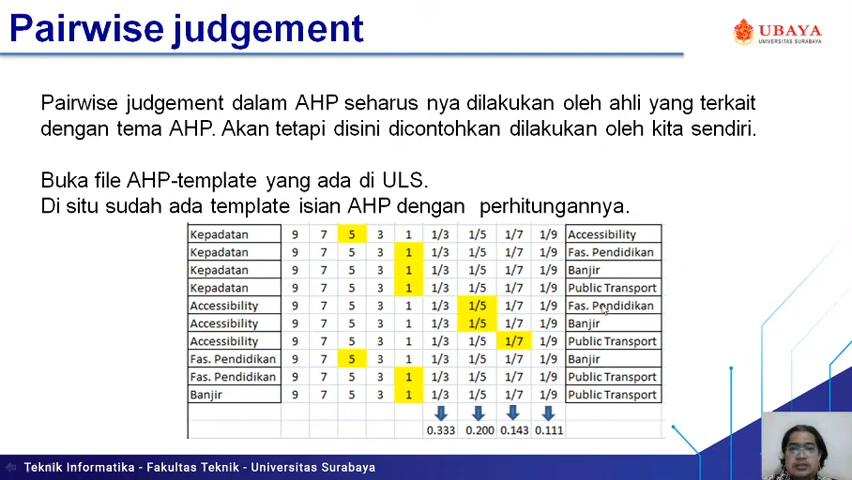 Pairwise judgement
UBAYA
UNIVERSITAS SURABAYA
Pairwise judgement dalam AHP seharus nya dilakukan oleh ahli yang terkait
dengan tema AHP. Akan tetapi disini dicontohkan dilakukan oleh kita sendiri.
Buka file AHP-template yang ada di ULS.
Di situ sudah ada template isian AHP dengan perhitungannya.
Kepadatan 9 7 5 3 1 1/3 1/5 1/7 1/9 Accessibility
Kepadatan 9 7 5 3 1 1/3 1/5 1/7 1/9 Fas. Pendidikan
Kepadatan 9 7 5 3 1 1/3 1/5 1/7 1/9 Banjir
Kepadatan 9 7 5 3 1 1/3 1/5 1/7 1/9 Public Transport
Accessibility 9 7 5 3 1 1/3 1/5 1/7 1/9 Fas. Pendidikan
Accessibility 9 7 5 3 1 1/3 1/5 1/7 1/9 Banjir
Accessibility 9 7 5 3 1 1/3 1/5 1/7 1/9 Public Transport
Fas. Pendidikan 9 7 5 3 1 1/3 1/5 1/7 1/9 Banjir
Fas. Pendidikan 9 7 5 3 1 1/3 1/5 1/7 1/9 Public Transport
Banjir 9 7 5 3 1 1/3 1/5 1/7 1/9 Public Transport
0.333 0.200 0.143 0.111
Teknik Informatika - Fakultas Teknik - Universitas Surabaya